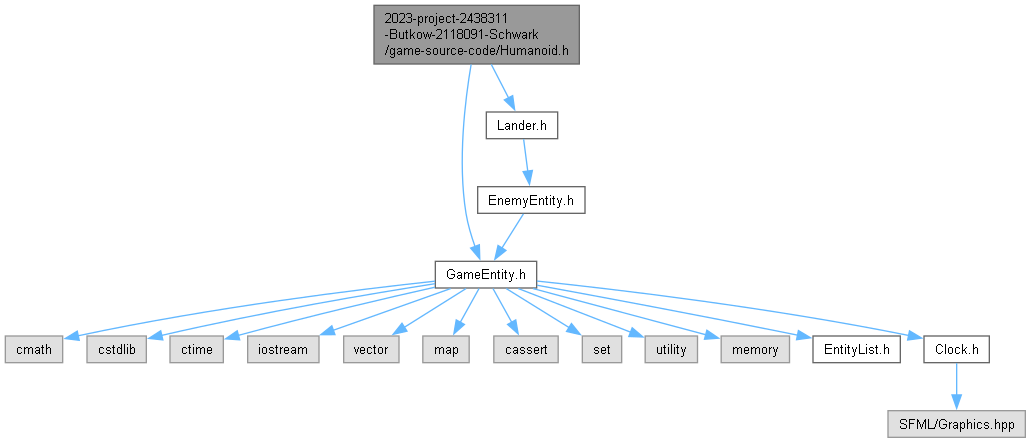 2023-project-2438311
-Butkow-2118091-Schwark
/game-source-code/Humanoid.h
Lander.h
EnemyEntity.h
GameEntity.h
cmath
cstdlib
ctime
iostream
vector
map
cassert
set
utility
memory
EntityList.h
Clock.h
SFML/Graphics.hpp